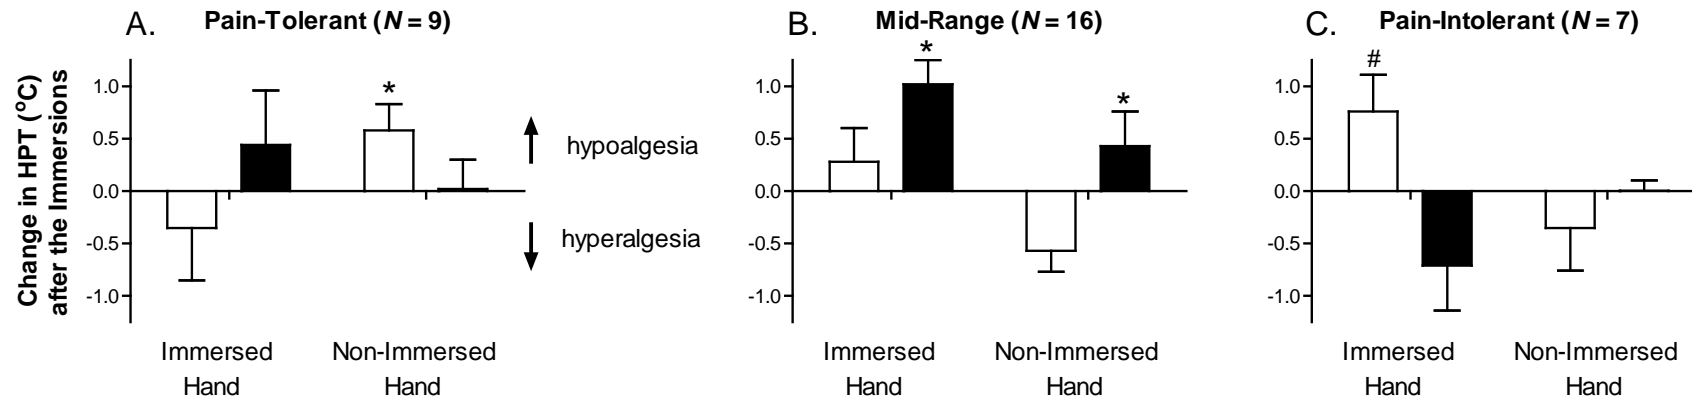 A. Pain-Tolerant (N = 9)
B. Mid-Range (N = 16)
C. Pain-Intolerant (N = 7)
Change in HPT (°C)
after the Immersions
1.0
0.5
0.0
-0.5
-1.0
*
hypoalgesia
hyperalgesia
Immersed
Hand
Non-Immersed
Hand
1.0
0.5
0.0
-0.5
-1.0
*
*
Immersed
Hand
Non-Immersed
Hand
1.0
0.5
0.0
-0.5
-1.0
#
Immersed
Hand
Non-Immersed
Hand